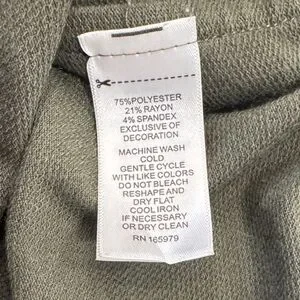 75%POLYESTER
21% RAYON
4% SPANDEX
EXCLUSIVE OF
DECORATION
MACHINE WASH
COLD
GENTLE CYCLE
WITH LIKE COLORS
DO NOT BLEACH
RESHAPE AND
DRY FLAT
COOL IRON
IF NECESSARY
OR DRY CLEAN
RN 165979